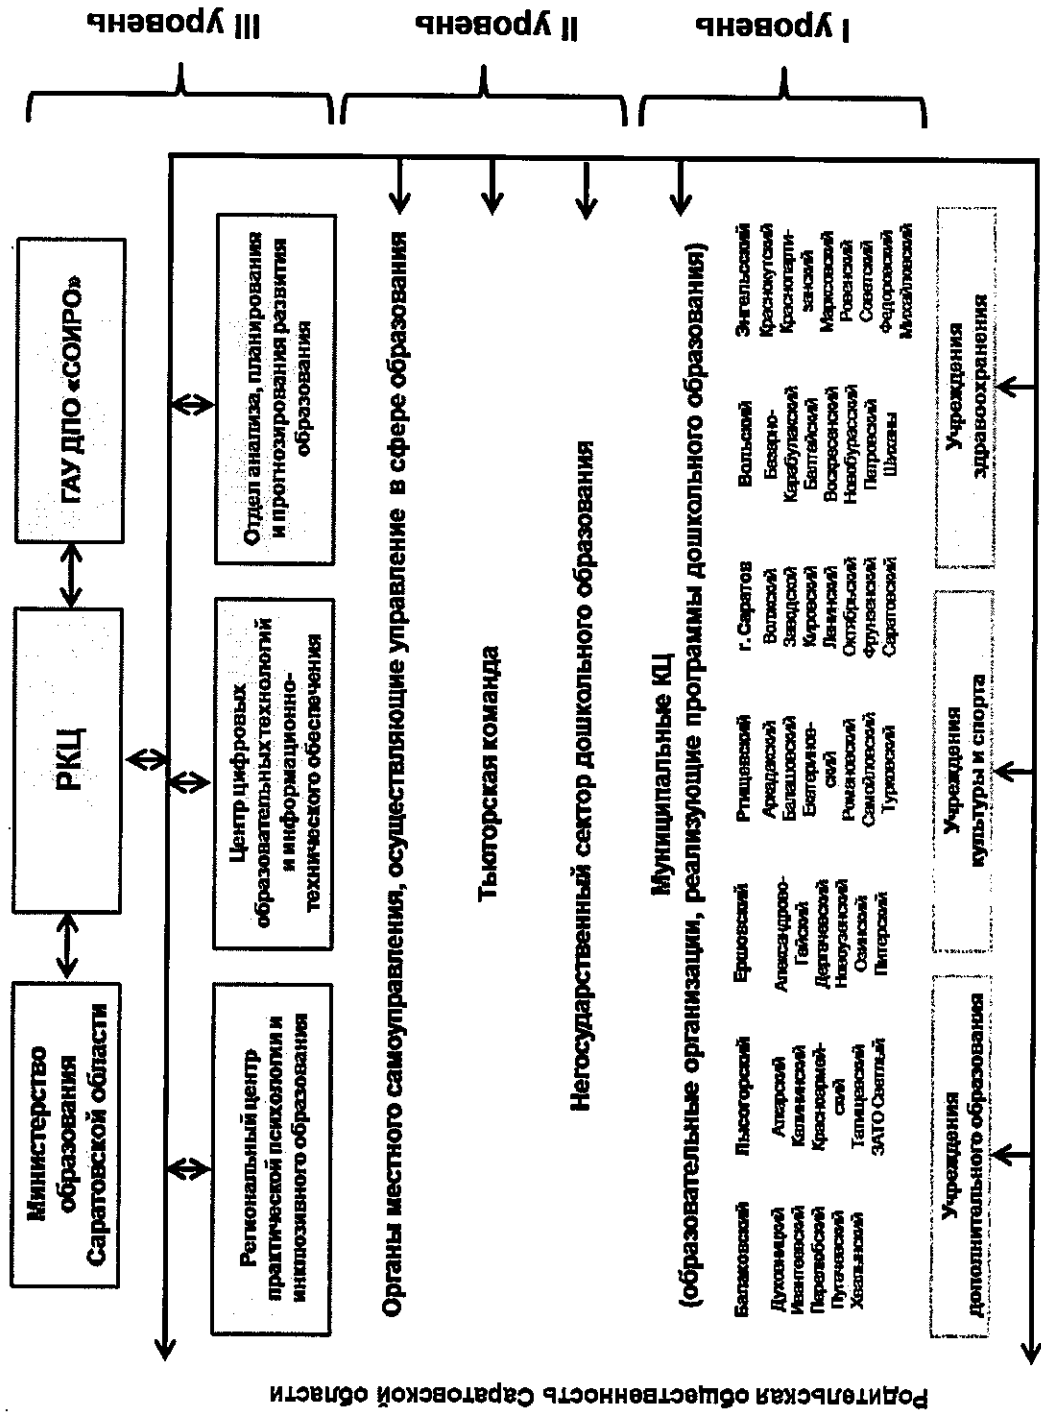 Министерство
образования
Саратовской области
РКЦ
ГАУ ДПО «СОИРО»
III уровень
Региональный центр
практической психологии и
инклюзивного образования
Центр цифровых
образовательных технологий
и информационно-
технического обеспечения
Отдел анализа, планирования
и прогнозирования развития
образования
Органы местного самоуправления, осуществляющие управление в сфере образования
Тьюторская команда
Негосударственный сектор дошкольного образования
II уровень
Муниципальные КЦ
(образовательные организации, реализующие программы дошкольного образования)
I уровень
Балаковский
Духовницкий
Ивантеевский
Перелюбский
Пугачевский
Хвалынский
Лысогорский
Аткарский
Калининский
Красноармей-
ский
Татищевский
ЗАТО Светлый
Ершовский
Александрово-
Гайский
Дергачевский
Новоузенский
Озинский
Питерский
Ртищевский
Аркадакский
Балашовский
Екатеринов-
ский
Романовский
Самойловский
Турковский
г. Саратов
Волжский
Заводской
Кировский
Ленинский
Октябрьский
Фрунзенский
Саратовский
Вольский
Базарно-
Карабулакский
Балтайский
Воскресенский
Новобурасский
Петровский
Шиханы
Энгельсский
Краснокутский
Краснопарти-
занский
Марксовский
Ровенский
Советский
Федоровский
Михайловский
Учреждения
дополнительного образования
Учреждения
культуры и спорта
Учреждения
здравоохранения
Родительская общественность Саратовской области